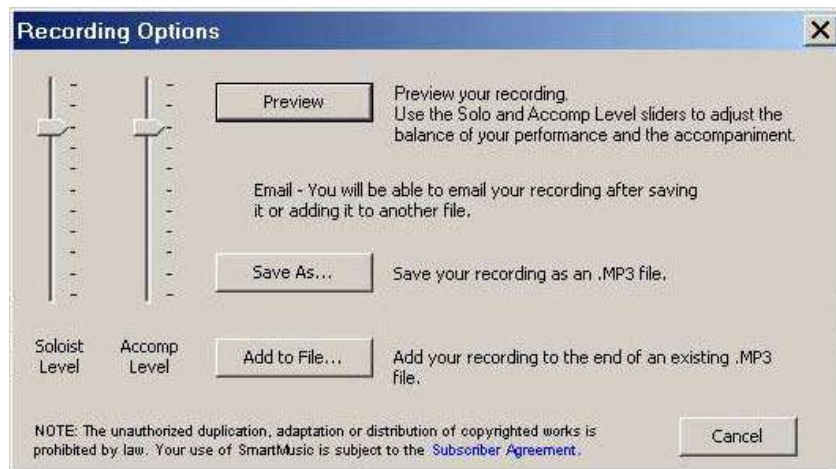 Recording Options
Preview
Preview your recording.
Use the Solo and Accomp Level sliders to adjust the
balance of your performance and the accompaniment.
Email - You will be able to email your recording after saving
it or adding it to another file.
Save As...
Save your recording as an .MP3 file.
Soloist
Level
Accomp
Level
Add to File...
Add your recording to the end of an existing .MP3
file.
NOTE: The unauthorized duplication, adaptation or distribution of copyrighted works is
prohibited by law. Your use of SmartMusic is subject to the Subscriber Agreement.
Cancel